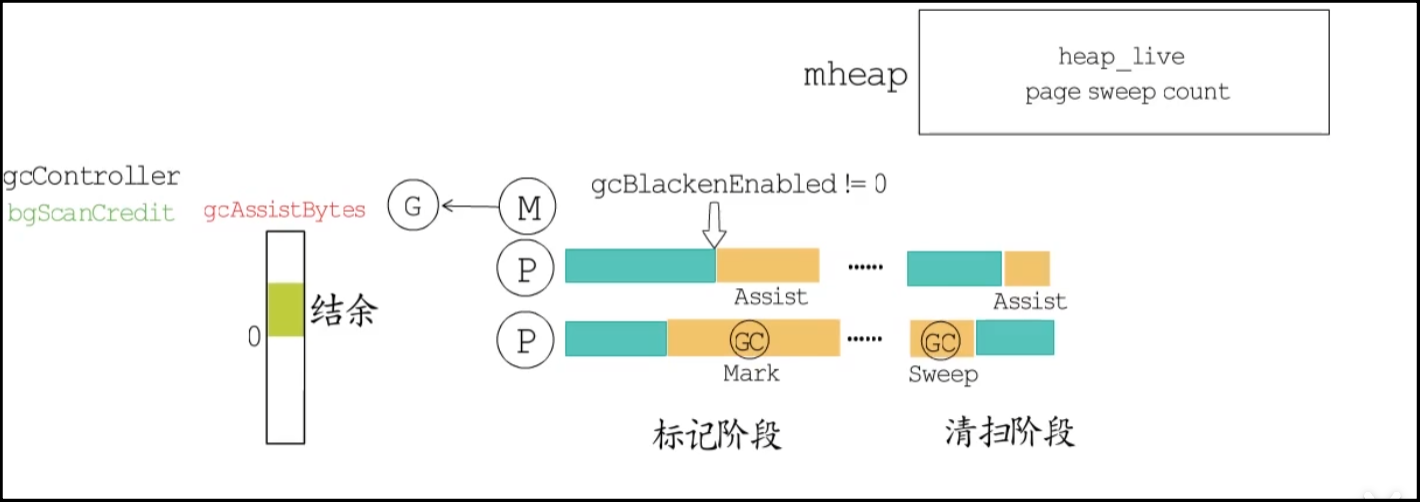 heap_live
mheap
page sweep count
gcController
bgScanCredit
gcAssistBytes
G
M
gcBlackenEnabled != 0
P
......
Assist
Assist
结余
0
P
GC
......
GC
Mark
Sweep
标记阶段
清扫阶段